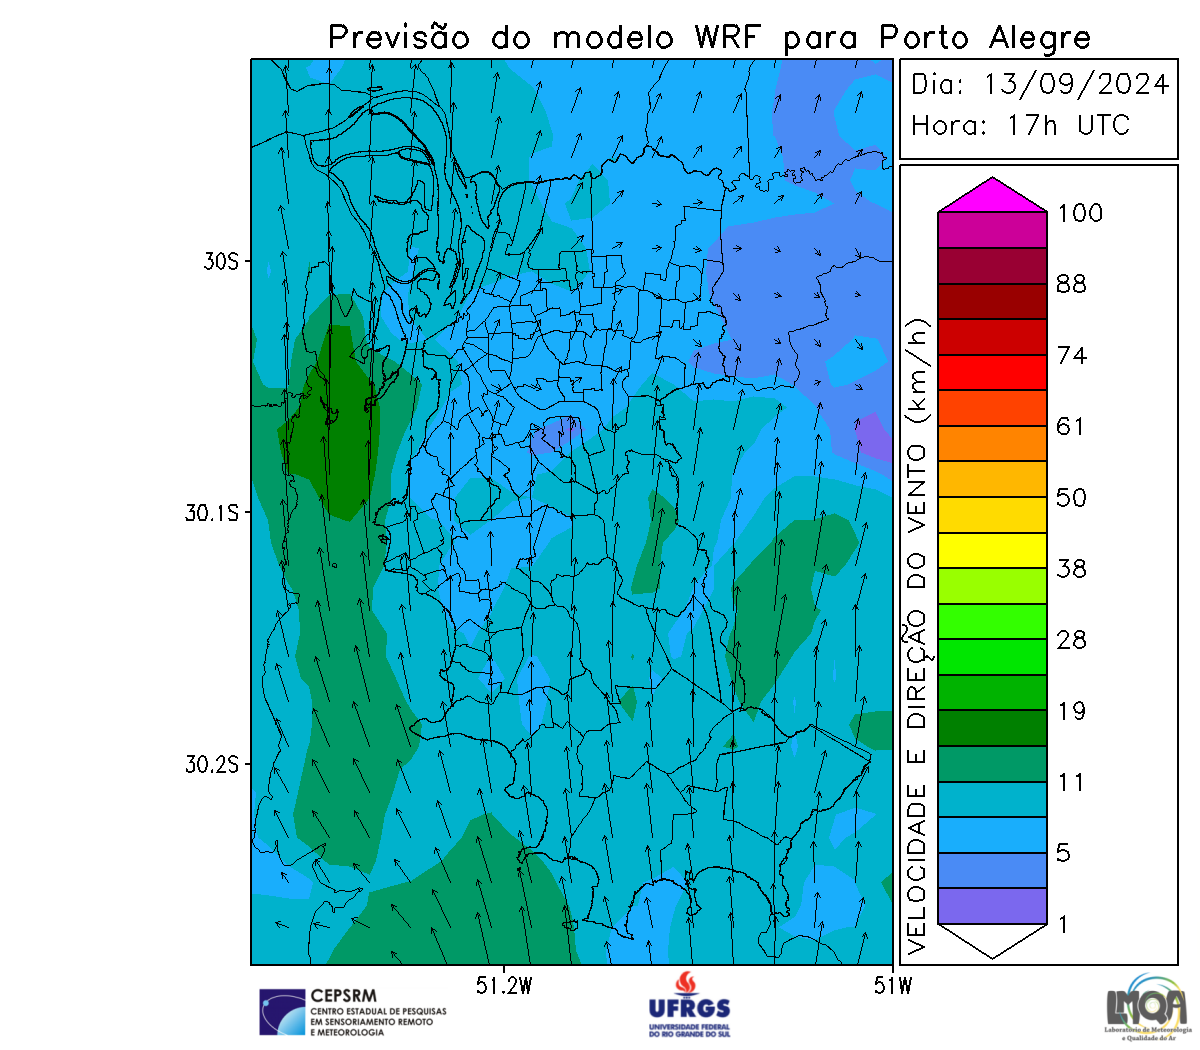 Previsão do modelo WRF para Porto Alegre
Dia: 13/09/2024
Hora: 17h UTC
30S
30.1S
30.2S
51.2W
51W
VELOCIDADE E DIREÇÃO DO VENTO (km/h)
100
88
74
61
50
38
28
19
11
5
1
CEPSRM
CENTRO ESTADUAL DE PESQUISAS
EM SENSORIAMENTO REMOTO
E METEOROLOGIA
UFRGS
UNIVERSIDADE FEDERAL
DO RIO GRANDE DO SUL
LMQA
Laboratório de Meteorologia
e Qualidade do Ar